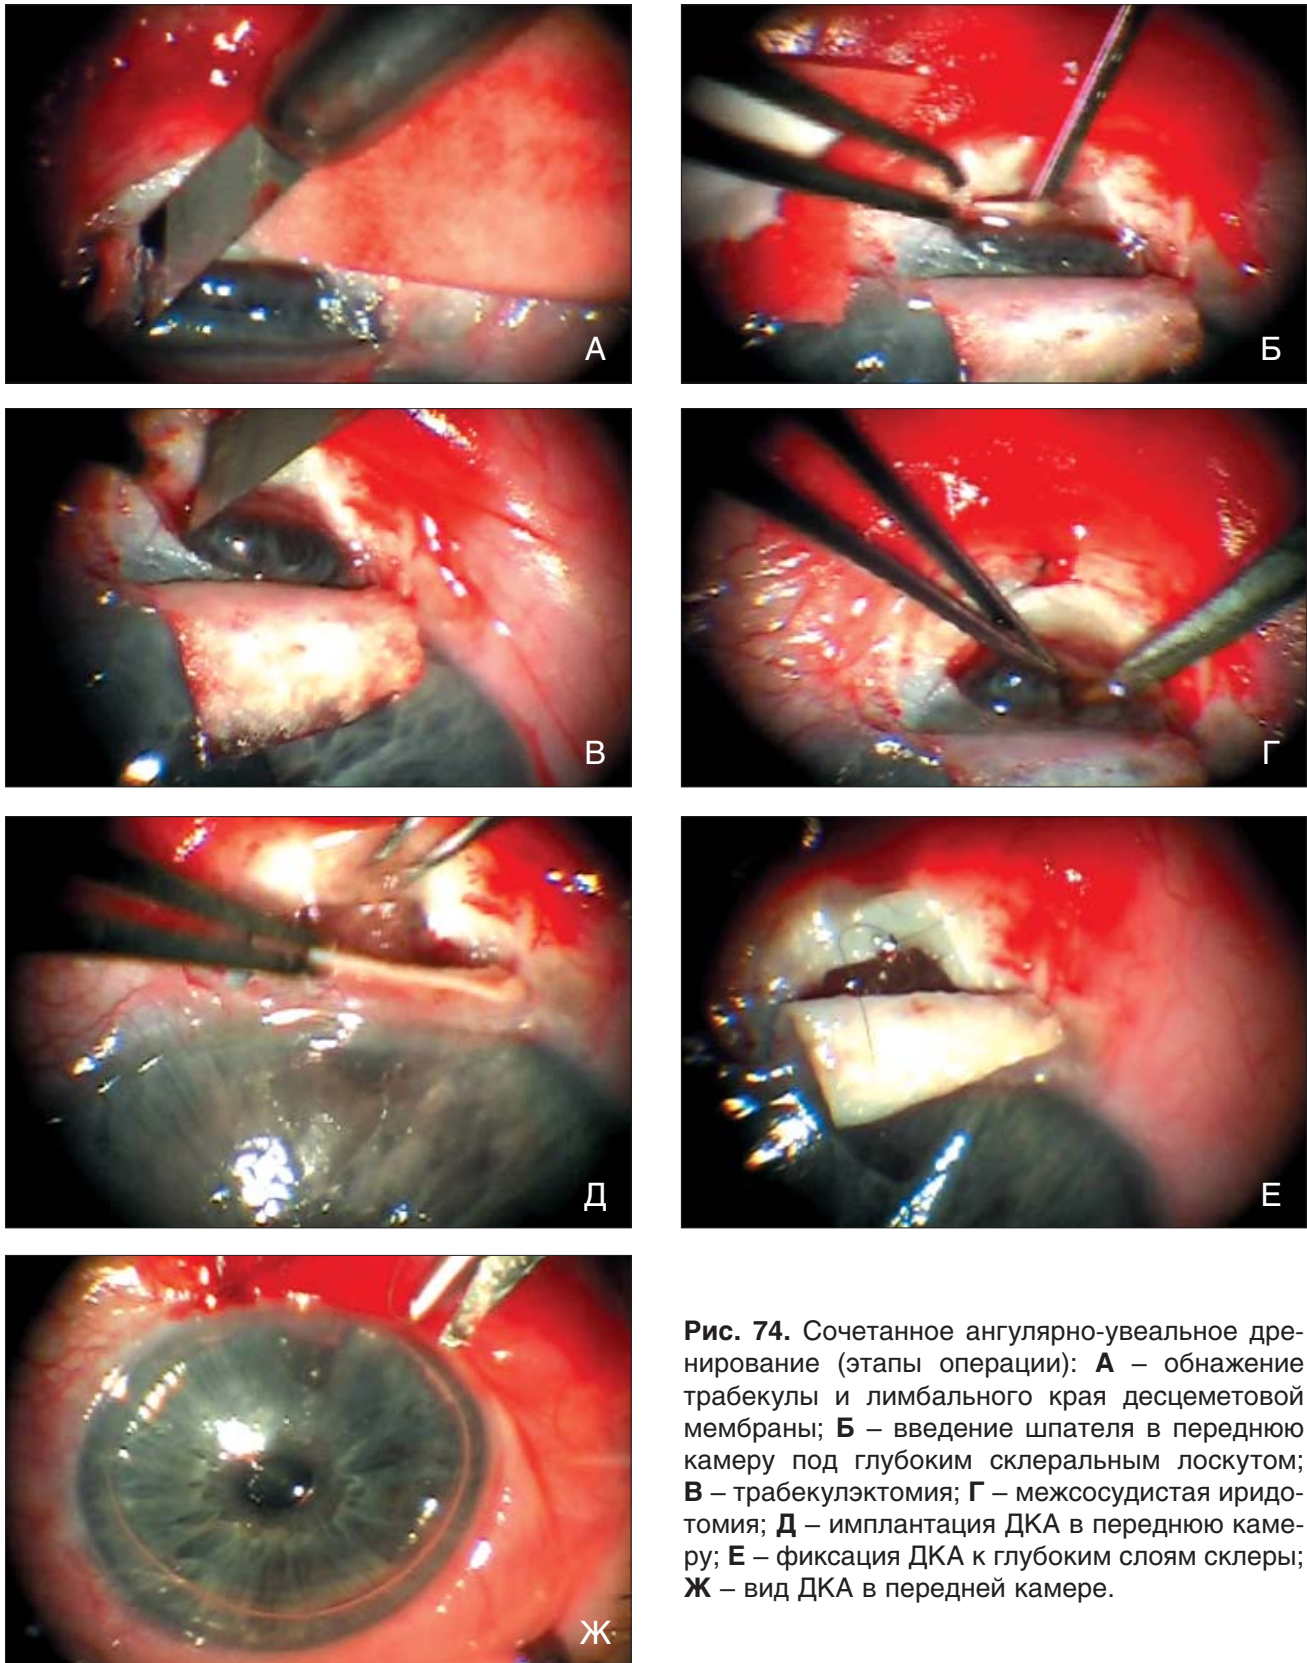 А
Б
В
Г
Д
Е
Ж
Рис. 74. Сочетанное ангулярно-увеальное дре-
нирование (этапы операции): А – обнажение
трабекулы и лимбального края десцеметовой
мембраны; Б – введение шпателя в переднюю
камеру под глубоким склеральным лоскутом;
В – трабекулэктомия; Г – межсосудистая иридо-
томия; Д – имплантация ДКА в переднюю каме-
ру; Е – фиксация ДКА к глубоким слоям склеры;
Ж – вид ДКА в передней камере.